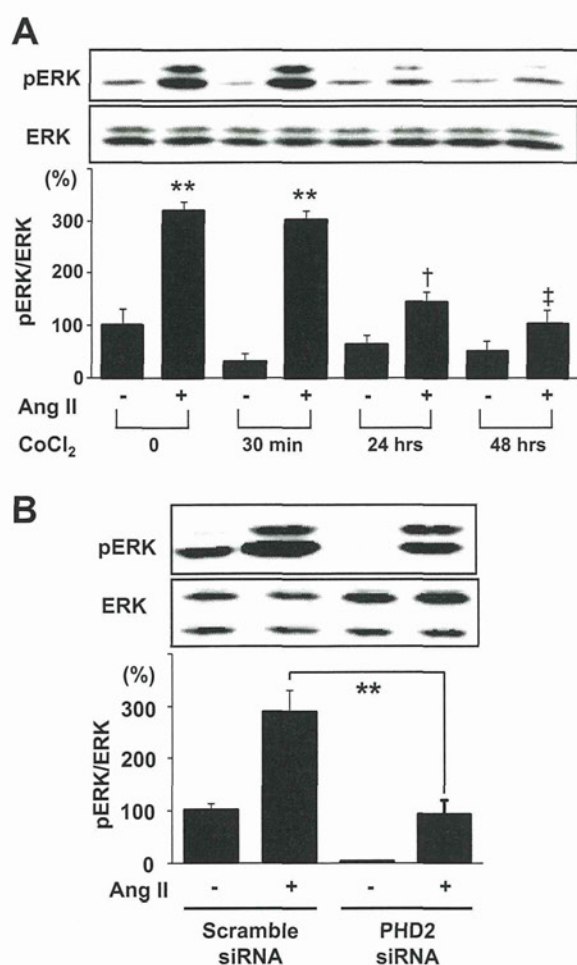 A
pERK
ERK
(%)
pERK/ERK
300
200
100
0
** ** † ‡
Ang II - + - + - + - +
CoCl₂ 0 30 min 24 hrs 48 hrs
B
pERK
ERK
(%)
pERK/ERK
300
200
100
0
**
Ang II - + - +
Scramble siRNA
PHD2 siRNA